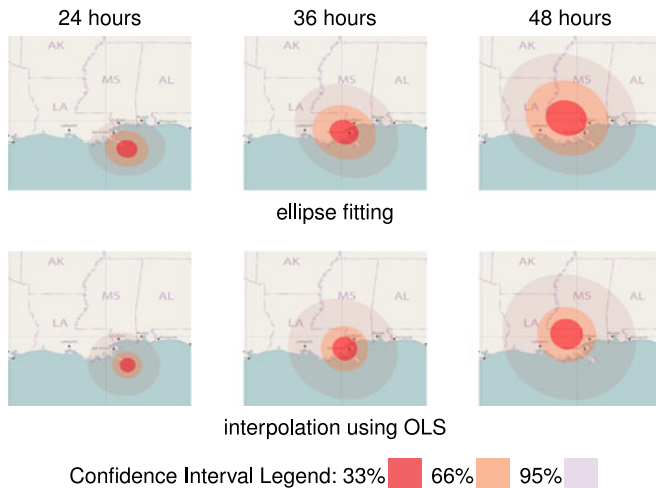 24 hours
36 hours
48 hours
AK
MS
AL
LA
AK
MS
AL
LA
AK
MS
AL
LA
ellipse fitting
AK
MS
AL
LA
AK
MS
AL
LA
AK
MS
AL
LA
interpolation using OLS
Confidence Interval Legend: 33% 66% 95%